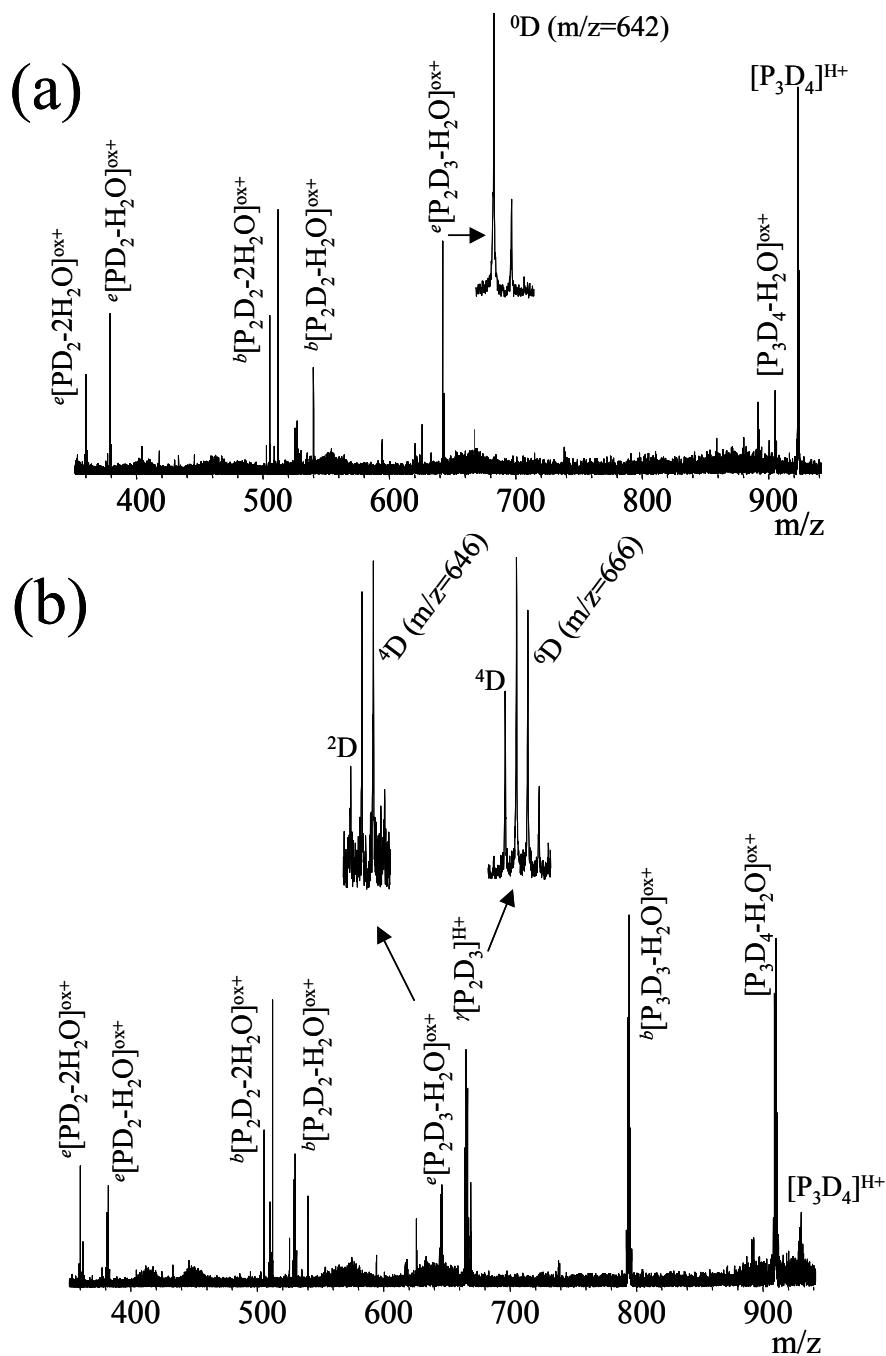 (a)
⁰D (m/z=642)
[P₃D₄]ᴴ⁺
ᵉ[PD₂-2H₂O]ᵒˣ⁺
ᵉ[PD₂-H₂O]ᵒˣ⁺
ᵇ[P₂D₂-2H₂O]ᵒˣ⁺
ᵇ[P₂D₂-H₂O]ᵒˣ⁺
ᵉ[P₂D₃-H₂O]ᵒˣ⁺
[P₃D₄-H₂O]ᵒˣ⁺
400 500 600 700 800 900
m/z
(b)
⁴D (m/z=646)
⁶D (m/z=666)
²D
⁴D
ᵉ[PD₂-2H₂O]ᵒˣ⁺
ᵉ[PD₂-H₂O]ᵒˣ⁺
ᵇ[P₂D₂-2H₂O]ᵒˣ⁺
ᵇ[P₂D₂-H₂O]ᵒˣ⁺
ᵉ[P₂D₃-H₂O]ᵒˣ⁺
ᵞ[P₂D₃]ᴴ⁺
ᵇ[P₃D₃-H₂O]ᵒˣ⁺
[P₃D₄-H₂O]ᵒˣ⁺
[P₃D₄]ᴴ⁺
400 500 600 700 800 900
m/z